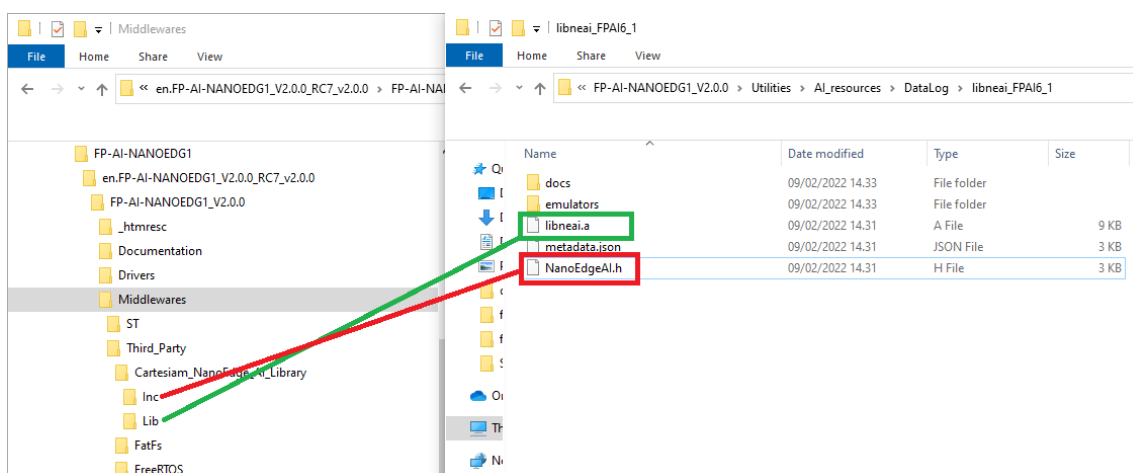 Middlewares
File Home Share View
« en.FP-AI-NANOEDG1_V2.0.0_RC7_v2.0.0 > FP-AI-NAI
FP-AI-NANOEDG1
en.FP-AI-NANOEDG1_V2.0.0_RC7_v2.0.0
FP-AI-NANOEDG1_V2.0.0
_htmresc
Documentation
Drivers
Middlewares
ST
Third_Party
Cartesiam_NanoEdge_AI_Library
Inc
Lib
FatFs
FreeRTOS
libneai_FPAI6_1
File Home Share View
« FP-AI-NANOEDG1_V2.0.0 > Utilities > AI_resources > DataLog > libneai_FPAI6_1
Name Date modified Type Size
docs 09/02/2022 14.33 File folder
emulators 09/02/2022 14.33 File folder
libneai.a 09/02/2022 14.31 A File 9 KB
metadata.json 09/02/2022 14.31 JSON File 3 KB
NanoEdgeAI.h 09/02/2022 14.31 H File 3 KB